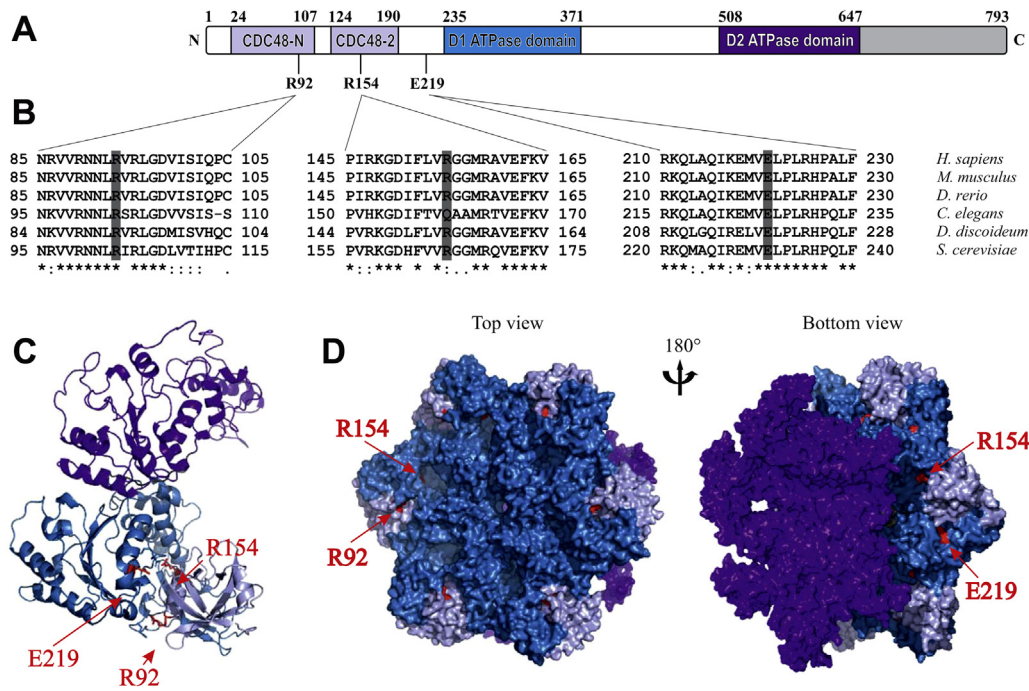 1 24 107 124 190 235 371 508 647 793
A N CDC48-N CDC48-2 D1 ATPase domain D2 ATPase domain C
R92 R154 E219
B
85 NRVVRNNLRVRLGDVISIQPC 105 145 PIRKGDIFLVRGGMRAVEFKV 165 210 RKQLAQIKEMVELPLRHPALF 230 H. sapiens
85 NRVVRNNLRVRLGDVISIQPC 105 145 PIRKGDIFLVRGGMRAVEFKV 165 210 RKQLAQIKEMVELPLRHPALF 230 M. musculus
85 NRVVRNNLRVRLGDVISIQPC 105 145 PIRKGDIFLVRGGMRAVEFKV 165 210 RKQLAQIKEMVELPLRHPALF 230 D. rerio
95 NKVVRNNLRSRLGDVVSIS-S 110 150 PVHKGDIFTVQAAMRTVEFKV 170 215 RKQLAQIKEMVELPLRHPQLF 235 C. elegans
84 NKVVRNNLRVRLGDMISVHQC 104 144 PVRKGDIFLVRGGMRAVEFKV 164 208 RKQLGQIRELVELPLRHPQLF 228 D. discoideum
95 NRVVRNNLRIRLGDLVTIHPC 115 155 PVRKGDHFVVRGGMRQVEFKV 175 220 RKQMAQIREMVELPLRHPQLF 240 S. cerevisiae
*:******* ****:::: . *::*** * *:.. ** ***** ***: **:*:********* **
Top view Bottom view
C D 180°
R154 R154
R92
R154 E219
E219
R92